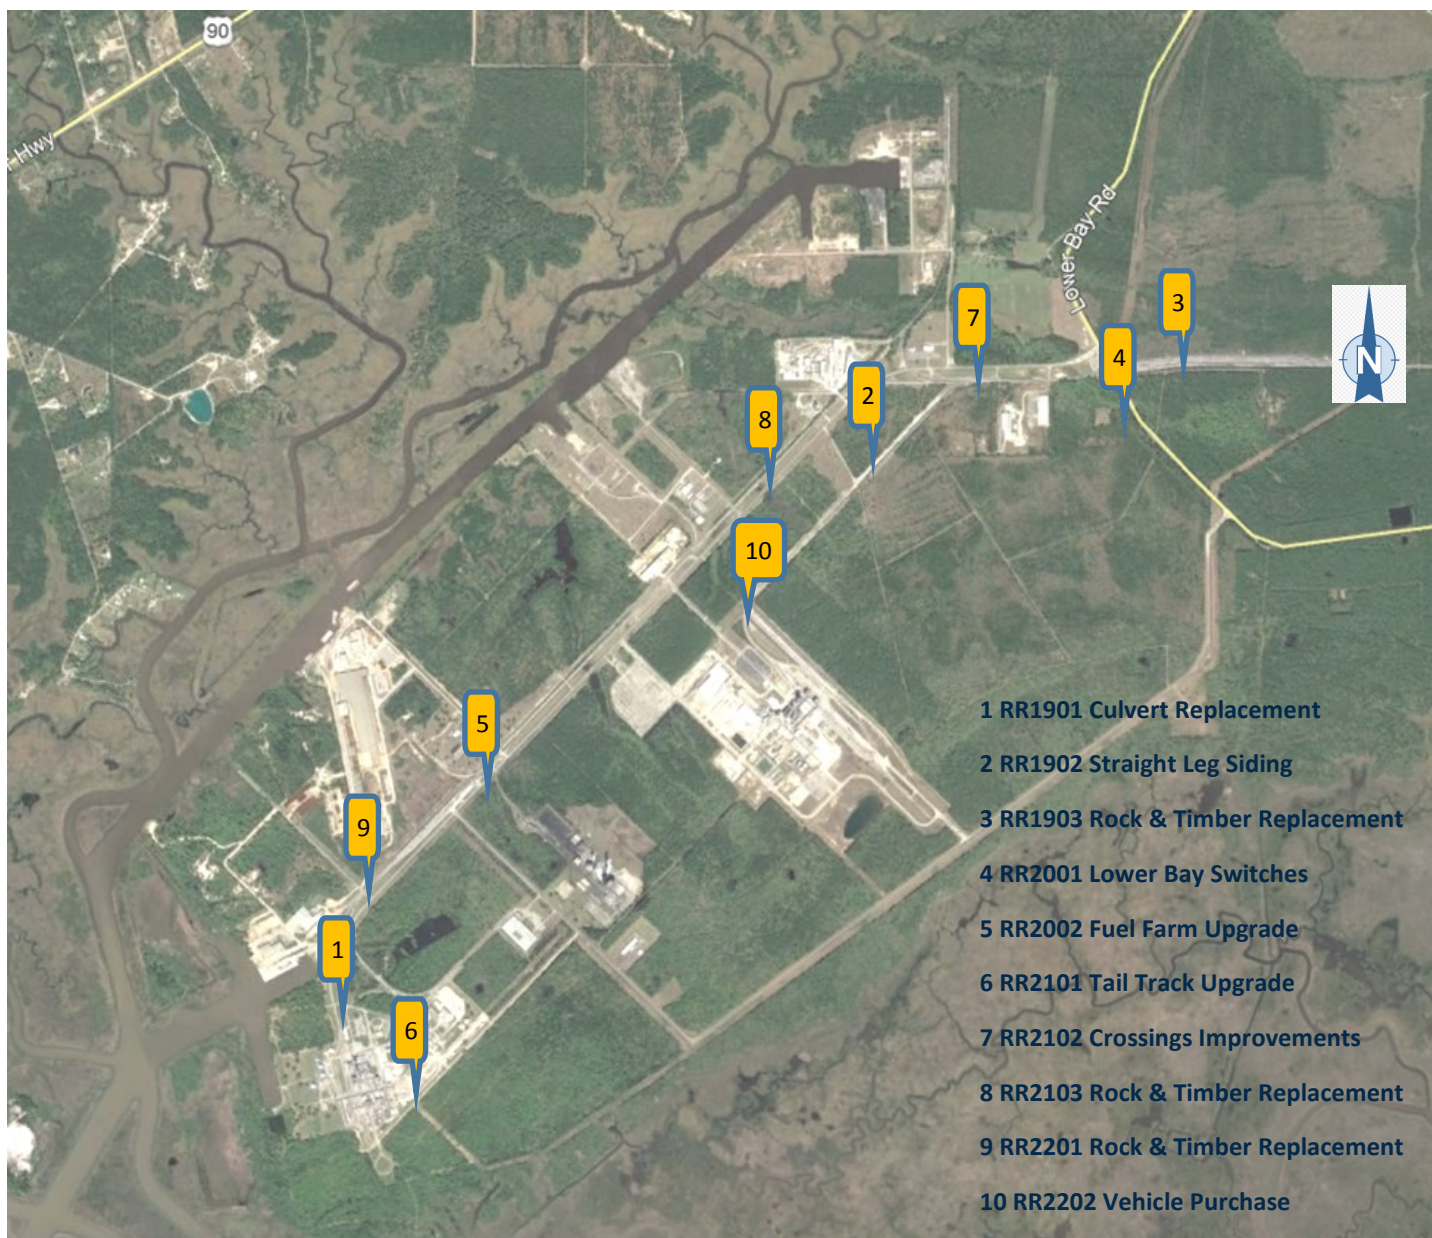 90
Hwy
Lower Bay Rd
3
7
N
4
2
8
10
5
9
1
6
1 RR1901 Culvert Replacement
2 RR1902 Straight Leg Siding
3 RR1903 Rock & Timber Replacement
4 RR2001 Lower Bay Switches
5 RR2002 Fuel Farm Upgrade
6 RR2101 Tail Track Upgrade
7 RR2102 Crossings Improvements
8 RR2103 Rock & Timber Replacement
9 RR2201 Rock & Timber Replacement
10 RR2202 Vehicle Purchase